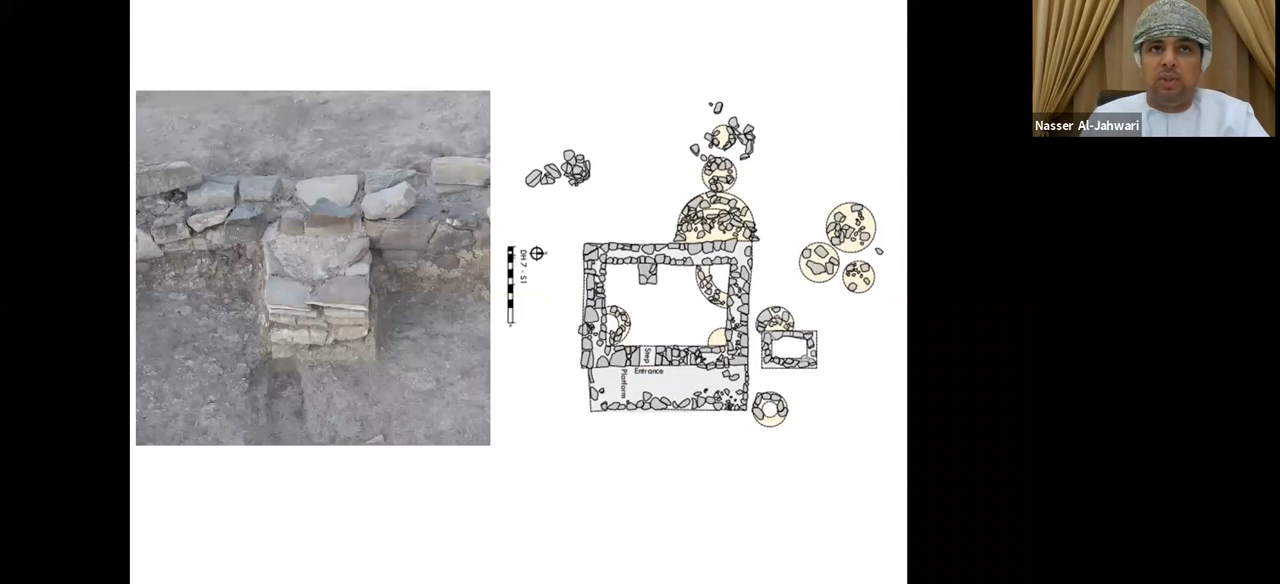 Nasser Al-Jahwari
DH 7 - S1
Step
Entrance
Platform